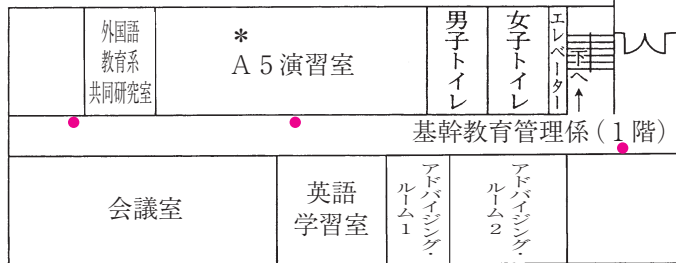 外国語
教育系
共同研究室
*
A5演習室
男子トイレ
女子トイレ
エレベーター
下へ→
基幹教育管理係(1階)
会議室
英語
学習室
アドバイジング・
ルーム1
アドバイジング・
ルーム2